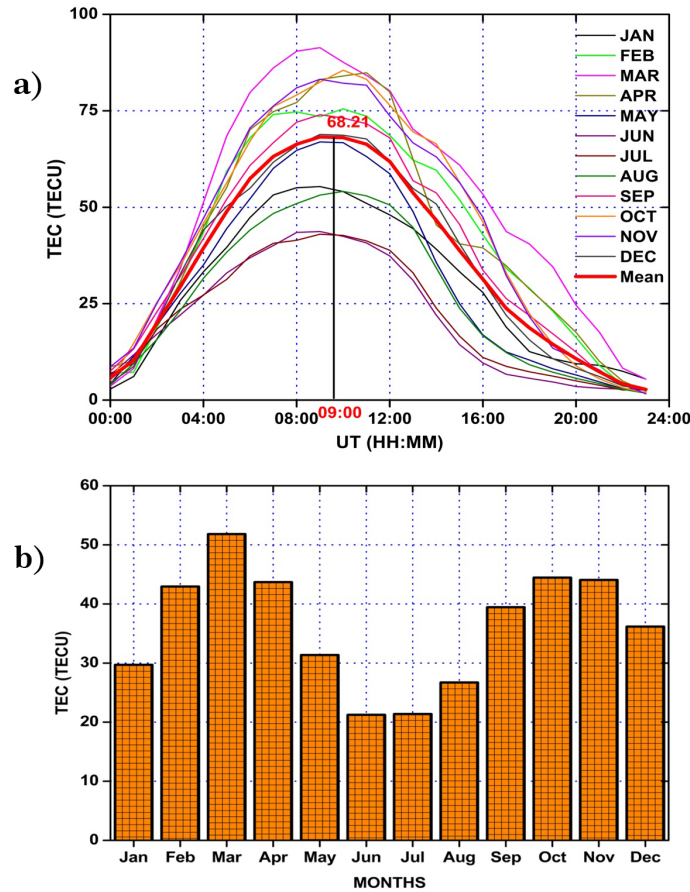 a)
TEC (TECU)
100
75
50
25
0
68.21
JAN
FEB
MAR
APR
MAY
JUN
JUL
AUG
SEP
OCT
NOV
DEC
Mean
09:00
00:00 04:00 08:00 12:00 16:00 20:00 24:00
UT (HH:MM)
b)
TEC (TECU)
60
50
40
30
20
10
0
Jan Feb Mar Apr May Jun Jul Aug Sep Oct Nov Dec
MONTHS